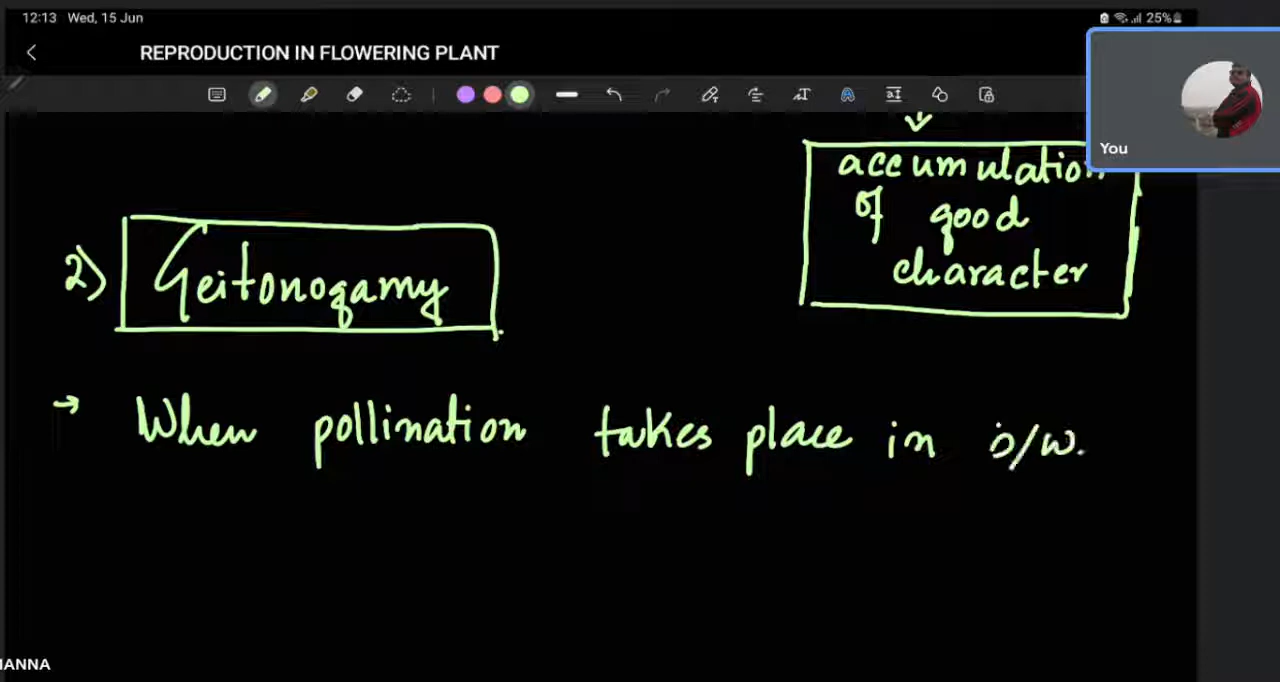 12:13 Wed, 15 Jun
25%
REPRODUCTION IN FLOWERING PLANT
You
accumulation
of good
character
2) Geitonogamy
→ When pollination takes place in b/w.
MANNA